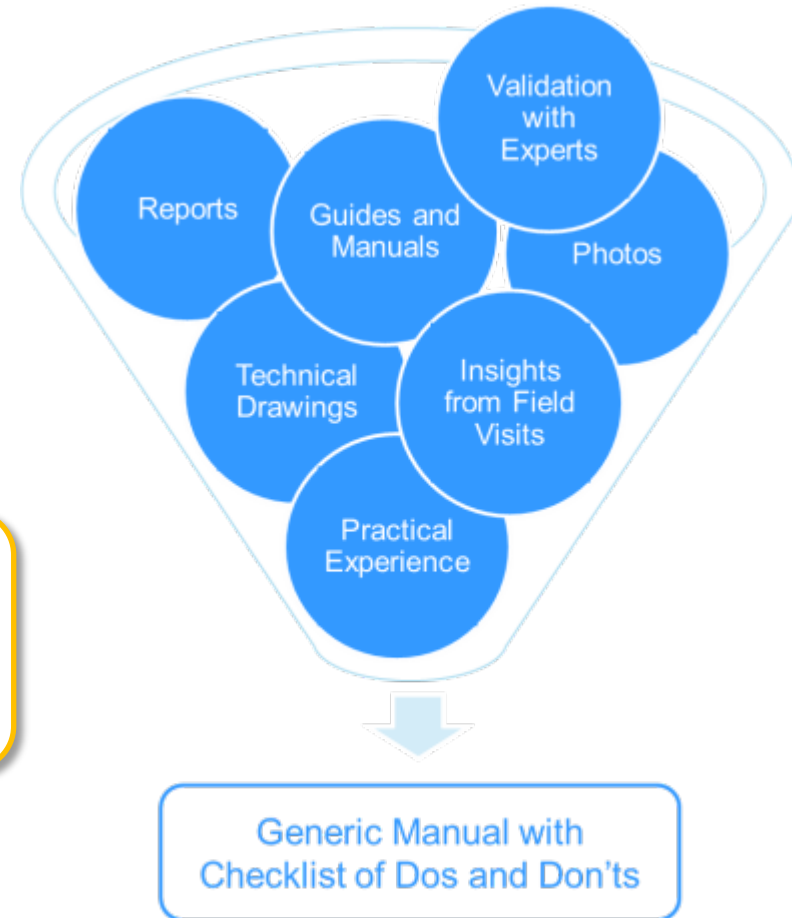 Validation
with
Experts
Reports
Guides and
Manuals
Photos
Technical
Drawings
Insights
from Field
Visits
Practical
Experience
Generic Manual with
Checklist of Dos and Don'ts